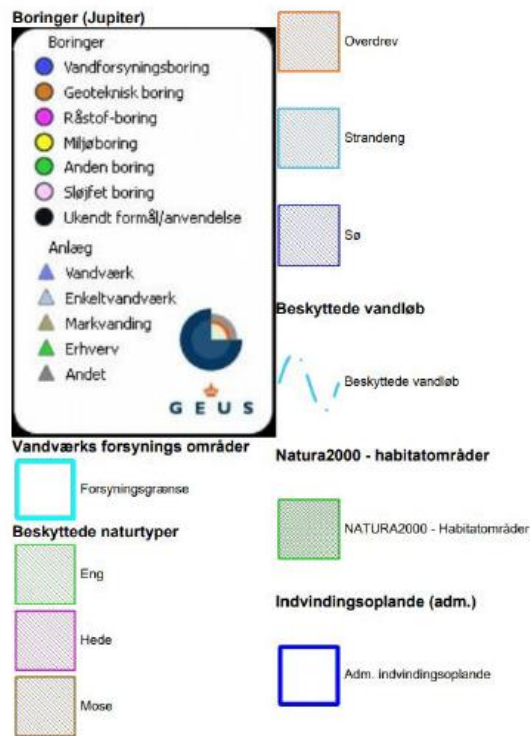 Boringer (Jupiter)
Boringer
Vandforsyningsboring
Geoteknisk boring
Råstof-boring
Miljøboring
Anden boring
Sløjfet boring
Ukendt formål/anvendelse
Anlæg
Vandværk
Enkeltvandværk
Markvanding
Erhverv
Andet
GEUS
Vandværks forsynings områder
Forsyningsgrænse
Beskyttede naturtyper
Eng
Hede
Mose
Overdrev
Strandeng
Sø
Beskyttede vandløb
Beskyttede vandløb
Natura2000 - habitatområder
NATURA2000 - Habitatområder
Indvindingsoplande (adm.)
Adm. indvindingsoplande